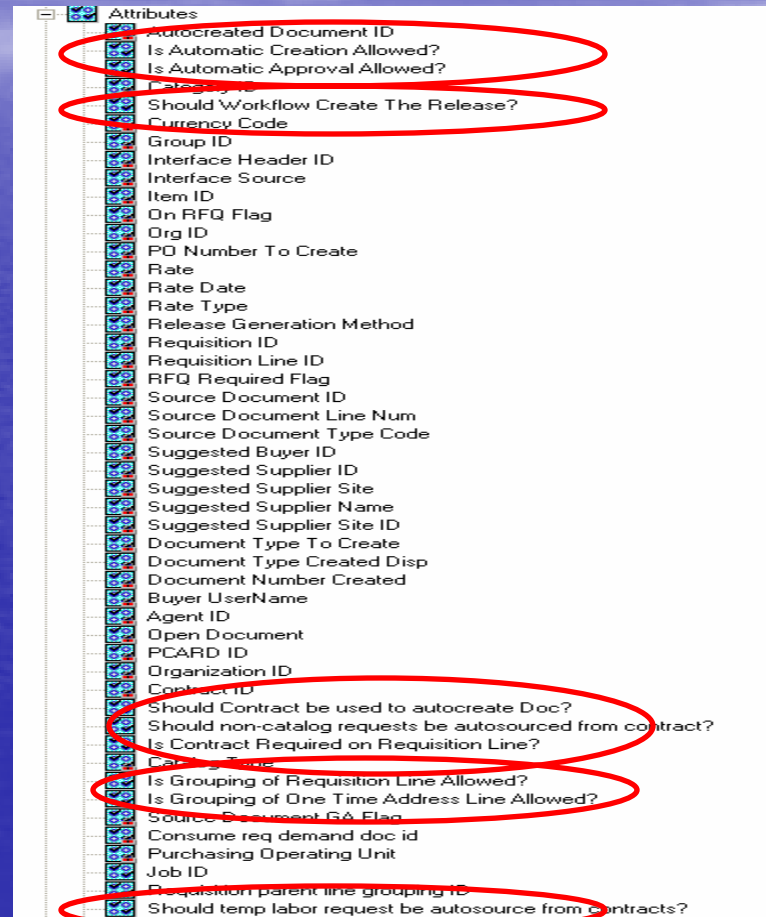 Attributes
Autocreated Document ID
Is Automatic Creation Allowed?
Is Automatic Approval Allowed?
Category ID
Should Workflow Create The Release?
Currency Code
Group ID
Interface Header ID
Interface Source
Item ID
On RFQ Flag
Org ID
PO Number To Create
Rate
Rate Date
Rate Type
Release Generation Method
Requisition ID
Requisition Line ID
RFQ Required Flag
Source Document ID
Source Document Line Num
Source Document Type Code
Suggested Buyer ID
Suggested Supplier ID
Suggested Supplier Site
Suggested Supplier Name
Suggested Supplier Site ID
Document Type To Create
Document Type Created Disp
Document Number Created
Buyer UserName
Agent ID
Open Document
PCARD ID
Organization ID
Contract ID
Should Contract be used to autocreate Doc?
Should non-catalog requests be autosourced from contract?
Is Contract Required on Requisition Line?
Catalog Type
Is Grouping of Requisition Line Allowed?
Is Grouping of One Time Address Line Allowed?
Source Document GA Flag
Consume req demand doc id
Purchasing Operating Unit
Job ID
Requisition parent line grouping ID
Should temp labor request be autosource from contracts?